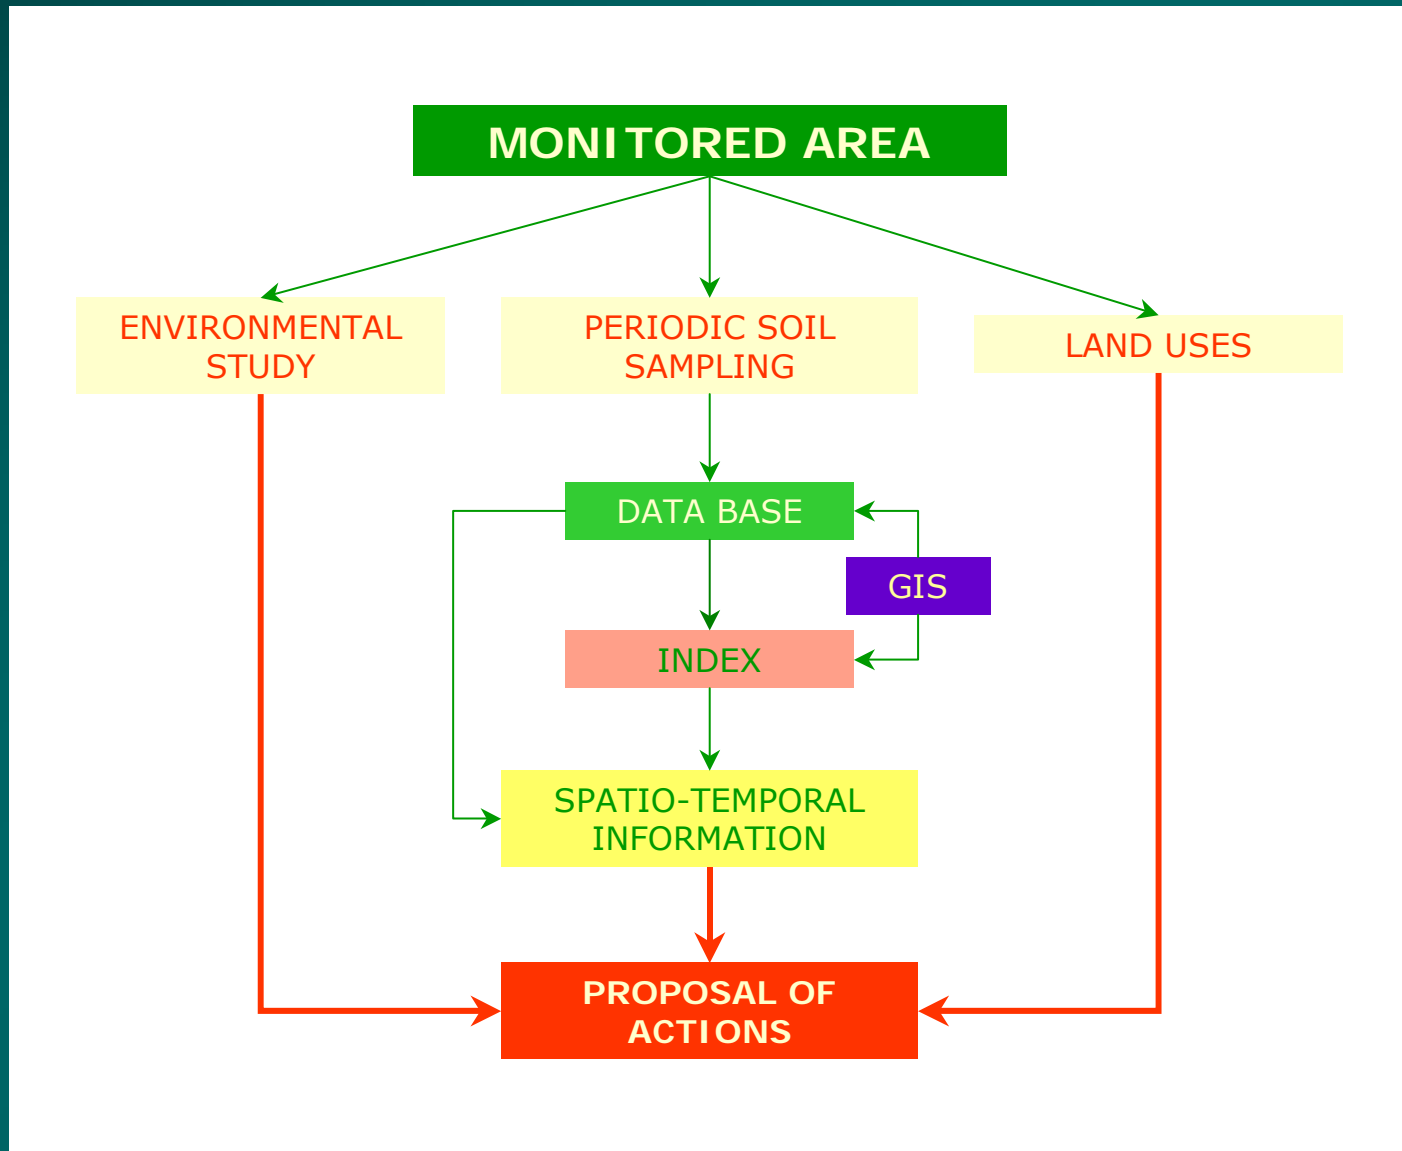 MONITORED AREA
ENVIRONMENTAL
STUDY
PERIODIC SOIL
SAMPLING
LAND USES
DATA BASE
GIS
INDEX
SPATIO-TEMPORAL
INFORMATION
PROPOSAL OF
ACTIONS